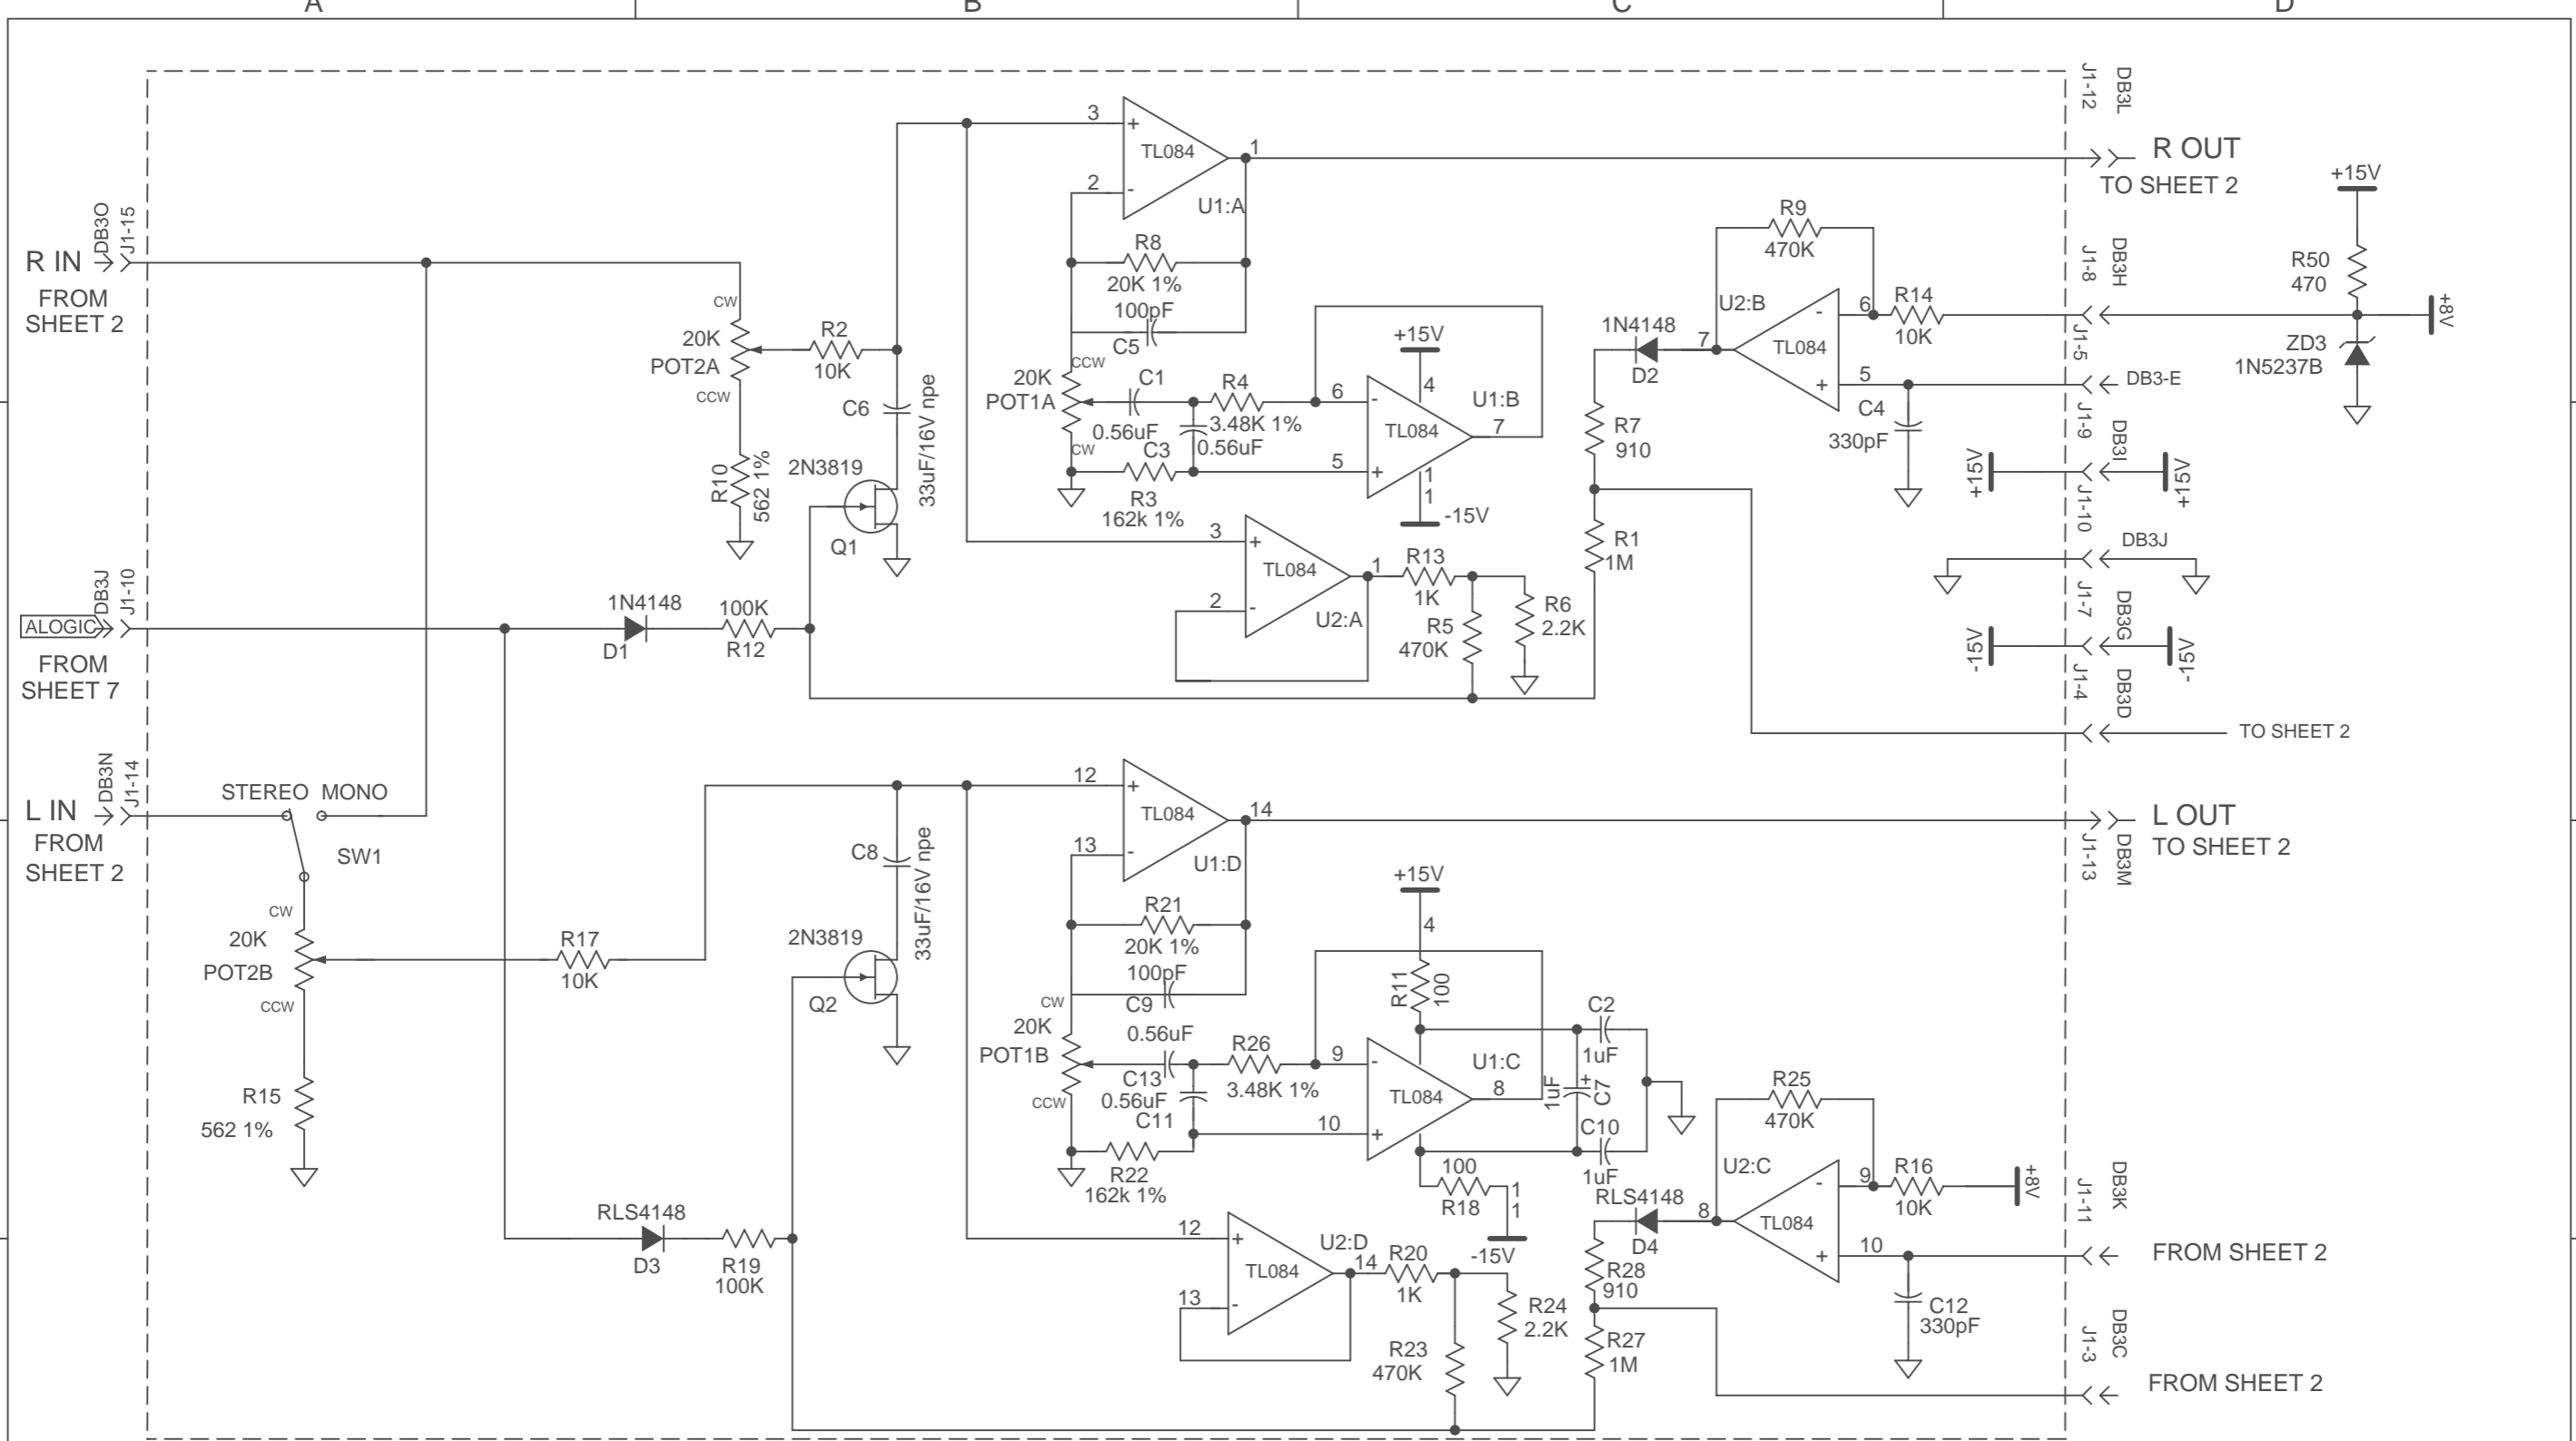 A
B
C
D
R IN
DB3O
J1-15
FROM
SHEET 2
CW
20K
POT2A
CCW
R10
562 1%
R2
10K
C6
33uF/16V npe
2N3819
Q1
3
+
TL084
1
2
-
U1:A
R8
20K 1%
100pF
C5
CCW
20K
POT1A
CW
C1
0.56uF
R4
3.48K 1%
0.56uF
C3
R3
162k 1%
+15V
4
6
-
TL084
U1:B
7
5
+
1
1
-15V
3
+
TL084
1
2
-
U2:A
R13
1K
R5
470K
R6
2.2K
R9
470K
U2:B
1N4148
D2
7
TL084
-
6
R14
10K
5
+
C4
330pF
R7
910
R1
1M
J1-12
DB3L
R OUT
TO SHEET 2
J1-8
DB3H
+15V
R50
470
+8V
ZD3
1N5237B
J1-5
DB3-E
J1-9
DB3I
+15V
+15V
J1-10
DB3J
J1-7
DB3G
-15V
-15V
J1-4
DB3D
TO SHEET 2
ALOGIC
DB3J
J1-10
FROM
SHEET 7
1N4148
D1
100K
R12
L IN
DB3N
J1-14
FROM
SHEET 2
STEREO MONO
SW1
CW
20K
POT2B
CCW
R15
562 1%
R17
10K
C8
33uF/16V npe
2N3819
Q2
12
+
TL084
14
13
-
U1:D
R21
20K 1%
100pF
C9
CW
20K
POT1B
CCW
0.56uF
C13
0.56uF
C11
R26
3.48K 1%
R22
162k 1%
+15V
4
R11
100
9
-
TL084
U1:C
8
10
+
C2
1uF
1uF
+
C7
C10
1uF
100
R18
1
1
-15V
L OUT
TO SHEET 2
J1-13
DB3M
RLS4148
D3
R19
100K
12
+
TL084
U2:D
14
13
-
R20
1K
R23
470K
R24
2.2K
RLS4148
D4
R28
910
R27
1M
R25
470K
U2:C
8
TL084
-
9
R16
10K
+8V
10
+
C12
330pF
J1-11
DB3K
FROM SHEET 2
J1-3
DB3C
FROM SHEET 2